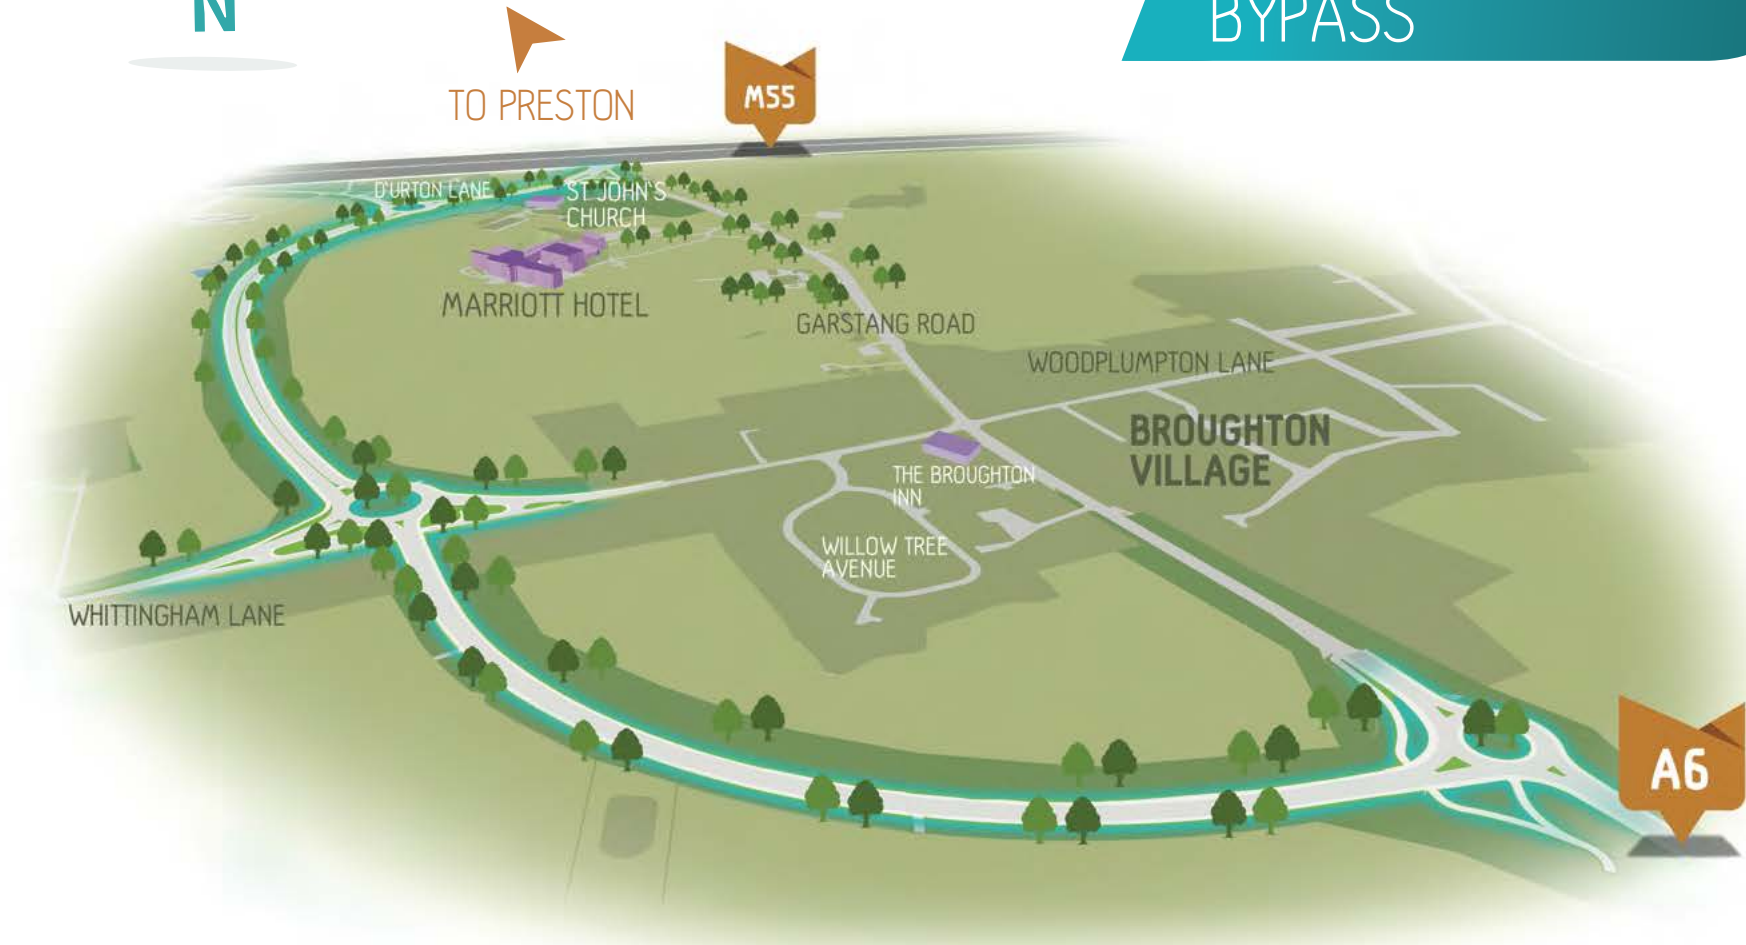 N
BYPASS
TO PRESTON
M55
D'URTON LANE
ST JOHN'S
CHURCH
MARRIOTT HOTEL
GARSTANG ROAD
WOODPLUMPTON LANE
BROUGHTON
VILLAGE
THE BROUGHTON
INN
WILLOW TREE
AVENUE
WHITTINGHAM LANE
A6